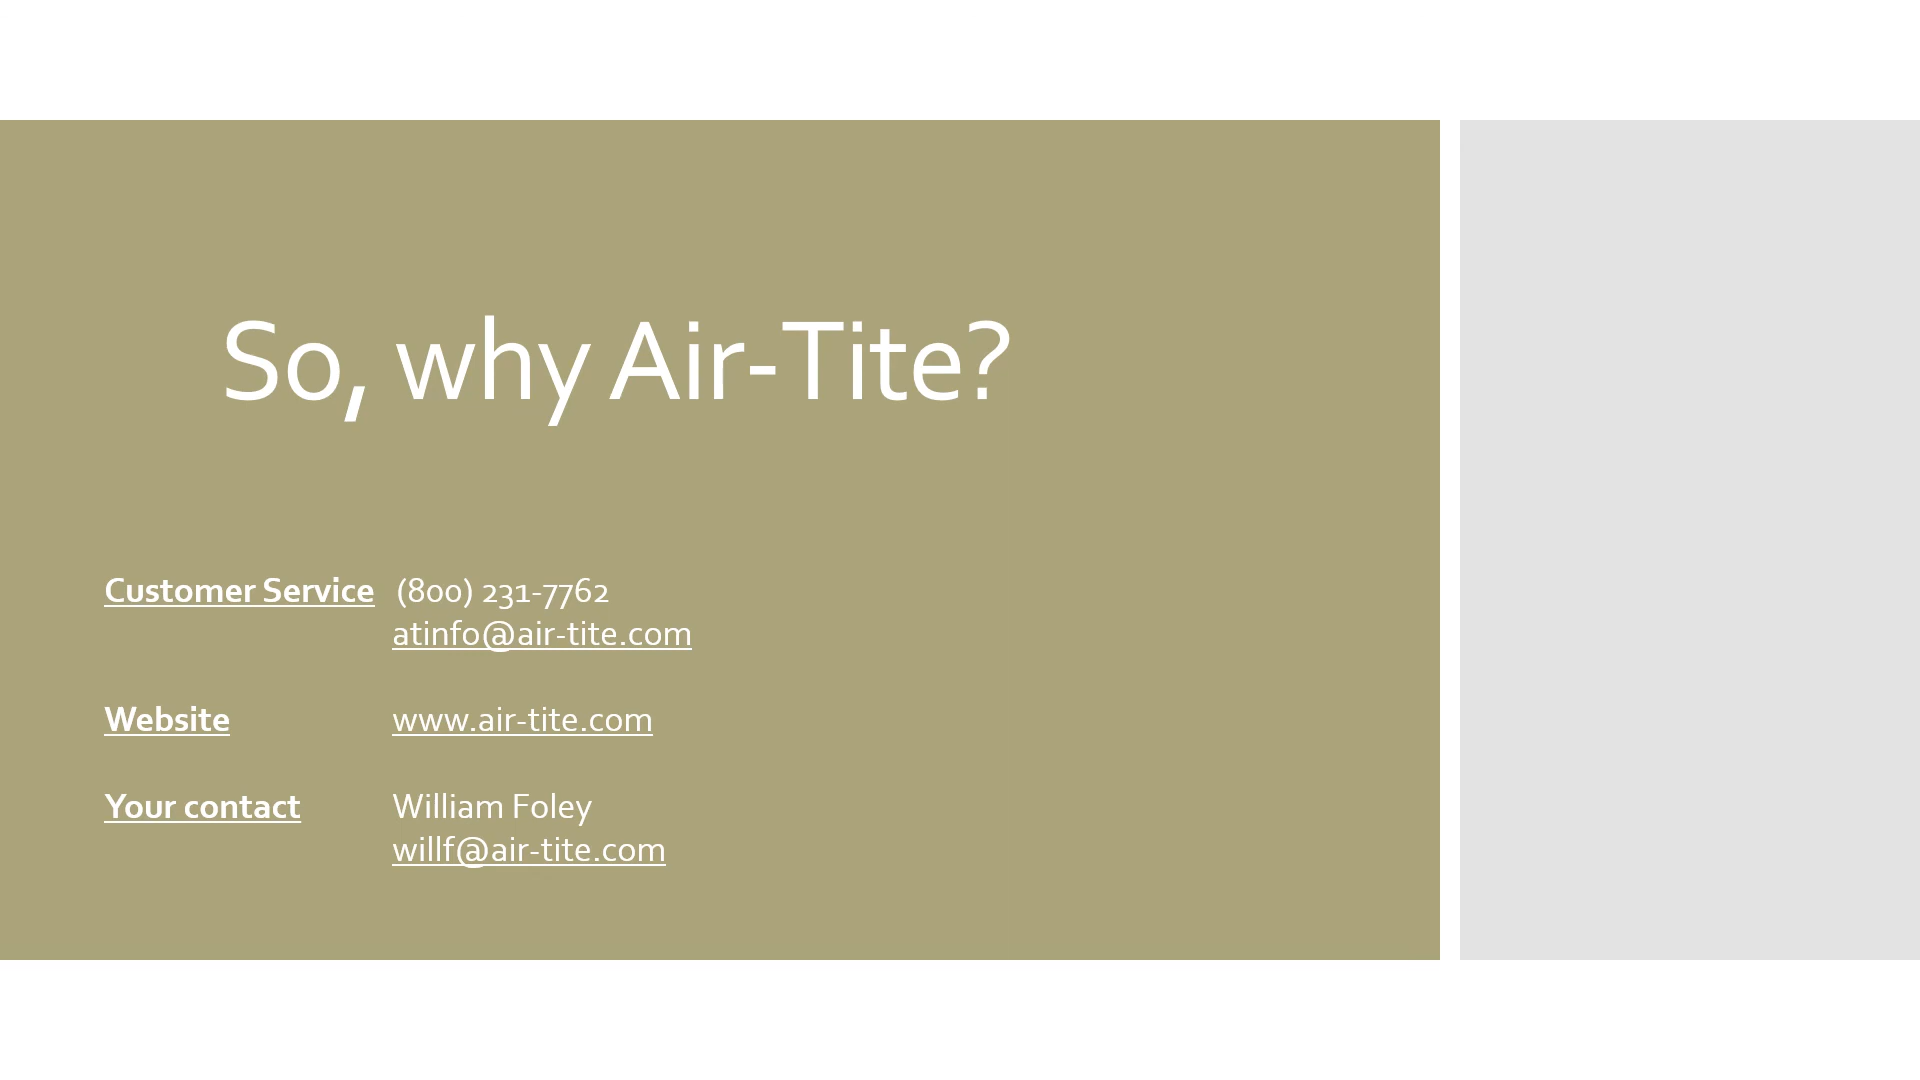 So, why Air-Tite?
Customer Service (800) 231-7762
atinfo@air-tite.com
Website www.air-tite.com
Your contact William Foley
willf@air-tite.com